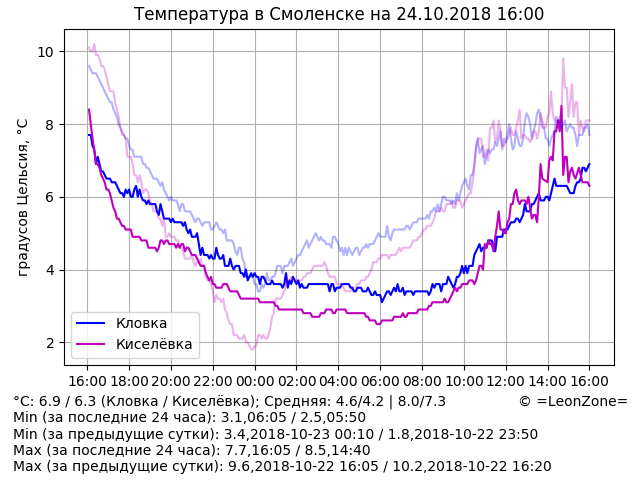 Температура в Смоленске на 24.10.2018 16:00
градусов Цельсия, °C
10
8
6
4
2
Кловка
Киселёвка
16:00 18:00 20:00 22:00 00:00 02:00 04:00 06:00 08:00 10:00 12:00 14:00 16:00
°C: 6.9 / 6.3 (Кловка / Киселёвка); Средняя: 4.6/4.2 | 8.0/7.3 © =LeonZone=
Min (за последние 24 часа): 3.1,06:05 / 2.5,05:50
Min (за предыдущие сутки): 3.4,2018-10-23 00:10 / 1.8,2018-10-22 23:50
Max (за последние 24 часа): 7.7,16:05 / 8.5,14:40
Max (за предыдущие сутки): 9.6,2018-10-22 16:05 / 10.2,2018-10-22 16:20